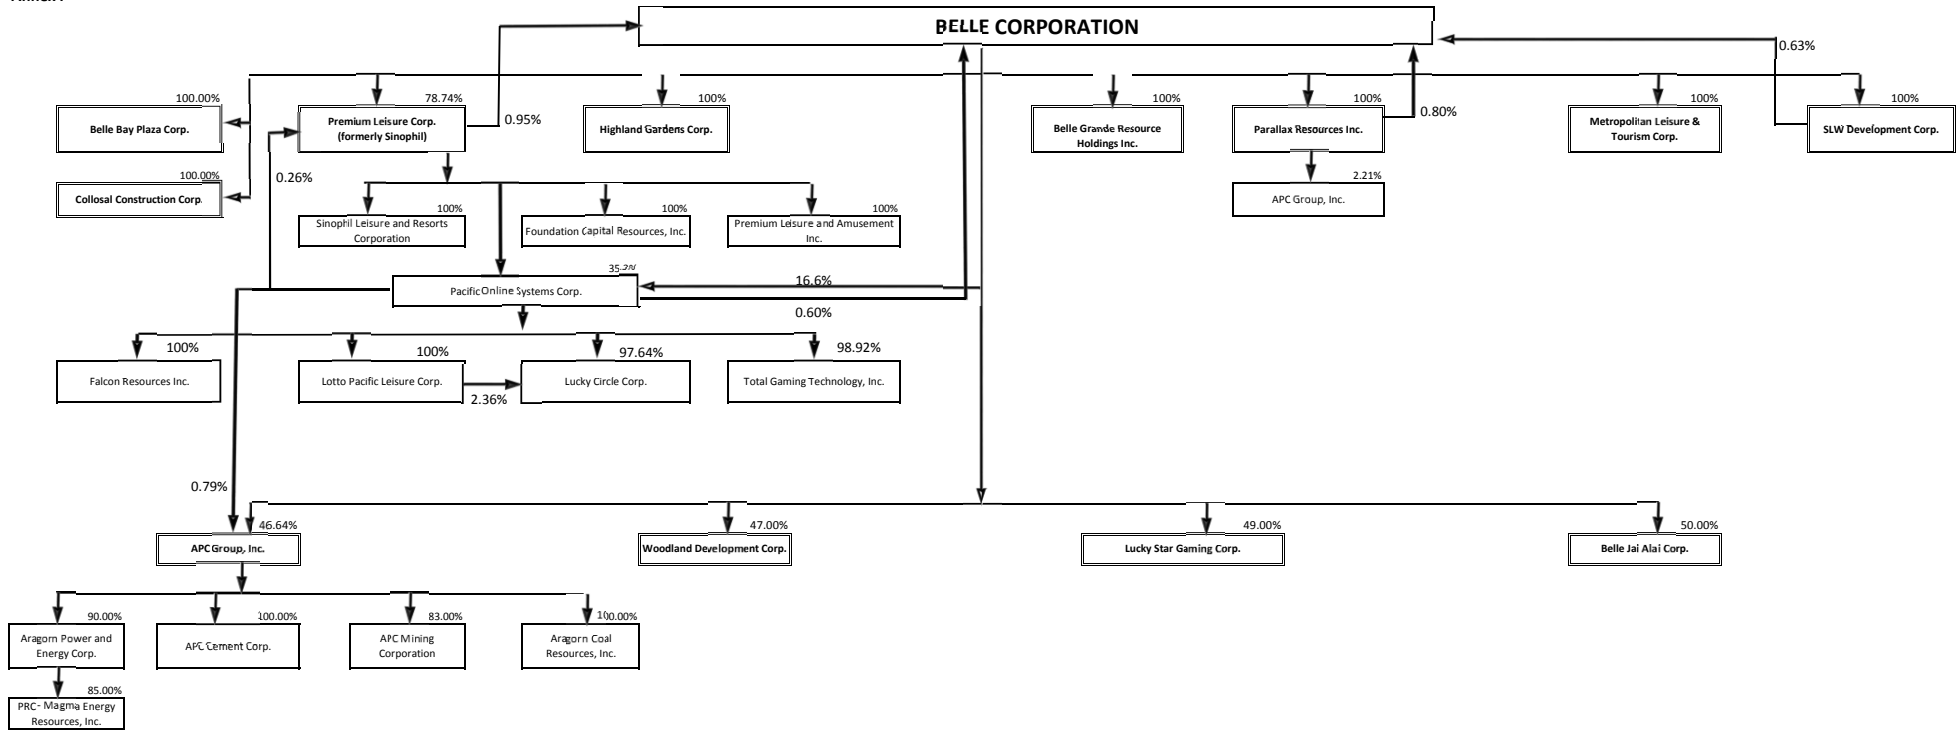 BELLE CORPORATION
0.63%
100.00%
78.74%
100%
100%
100%
100%
100%
Belle Bay Plaza Corp.
Premium Leisure Corp.
(formerly Sinophil)
0.95%
Highland Gardens Corp.
Belle Grande Resource
Holdings Inc.
Parallax Resources Inc.
0.80%
Metropolitan Leisure &
Tourism Corp.
SLW Development Corp.
100.00%
0.26%
2.21%
Collosal Construction Corp.
APC Group, Inc.
100%
100%
100%
Sinophil Leisure and Resorts
Corporation
Foundation Capital Resources, Inc.
Premium Leisure and Amusement
Inc.
Pacific Online Systems Corp.
16.6%
0.60%
100%
100%
97.64%
98.92%
Falcon Resources Inc.
Lotto Pacific Leisure Corp.
2.36%
Lucky Circle Corp.
Total Gaming Technology, Inc.
0.79%
46.64%
47.00%
49.00%
50.00%
APC Group, Inc.
Woodland Development Corp.
Lucky Star Gaming Corp.
Belle Jai Alai Corp.
90.00%
100.00%
83.00%
100.00%
Aragorn Power and
Energy Corp.
APC Cement Corp.
APC Mining
Corporation
Aragorn Coal
Resources, Inc.
85.00%
PRC- Magma Energy
Resources, Inc.